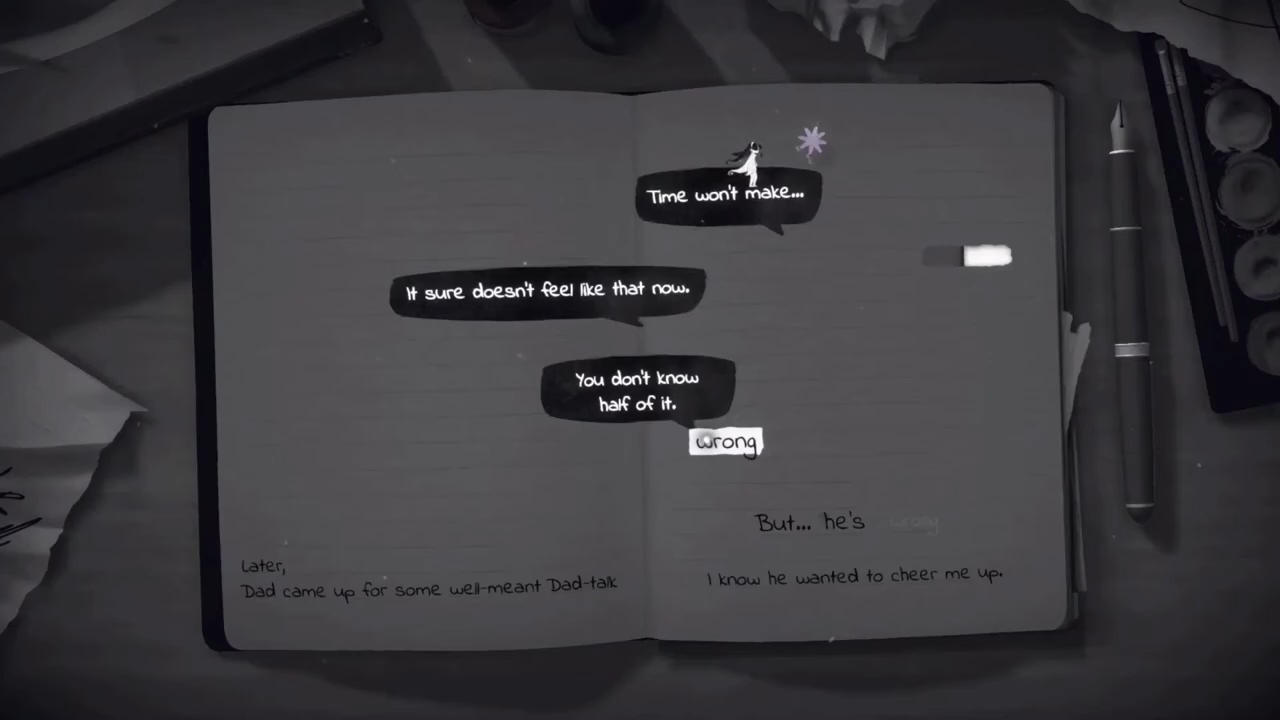 Time won't make...
It sure doesn't feel like that now.
You don't know
half of it.
wrong
But... he's wrong
Later,
Dad came up for some well-meant Dad-talk
I know he wanted to cheer me up.